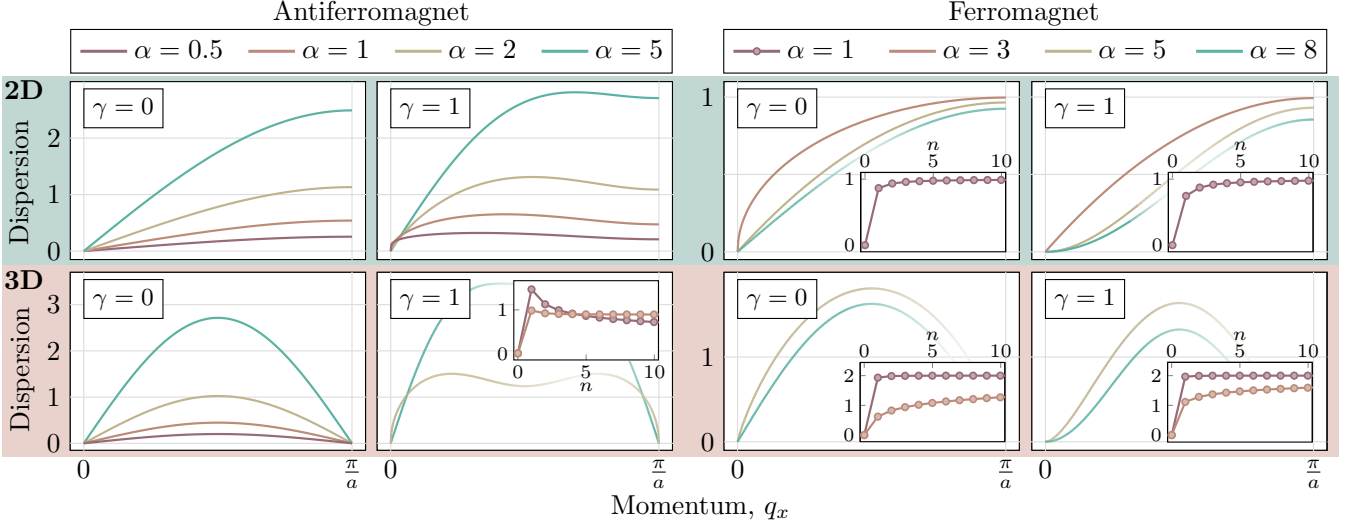 Antiferromagnet
Ferromagnet
α = 0.5 α = 1 α = 2 α = 5
α = 1 α = 3 α = 5 α = 8
2D
Dispersion
γ = 0
2
1
0
γ = 1
γ = 0
1
0
n
0 5 10
1
0
γ = 1
n
0 5 10
1
0
3D
Dispersion
γ = 0
3
2
1
0
γ = 1
1
0
0 5 10
n
γ = 0
1
0
n
0 5 10
2
1
0
γ = 1
n
0 5 10
2
1
0
0 π/a
0 π/a
0 π/a
0 π/a
Momentum, qₓ